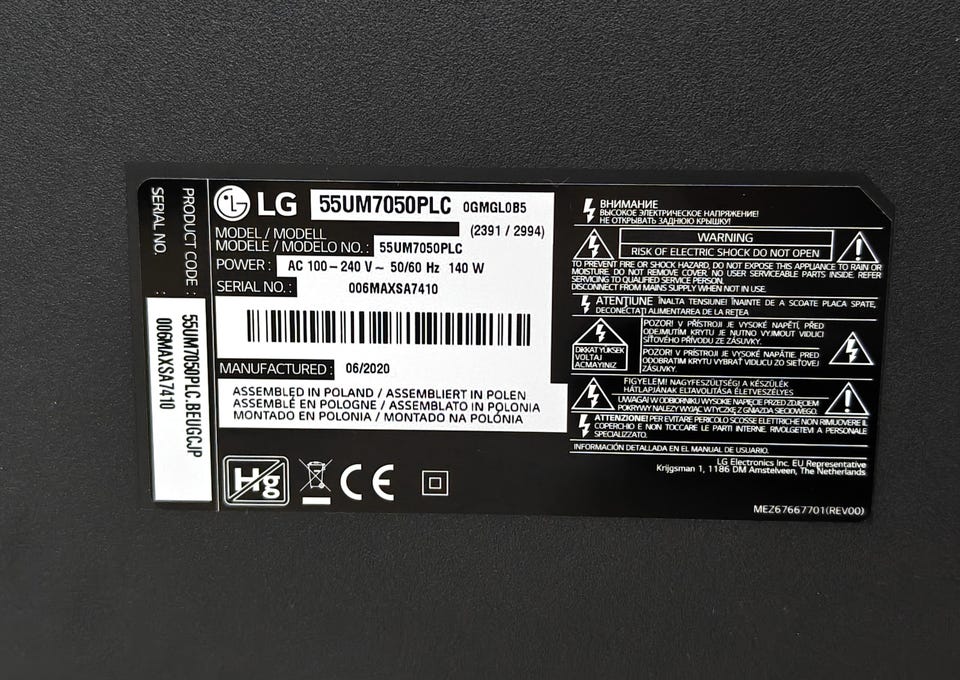 PRODUCT CODE :
SERIAL NO.
55UM7050PLC.BEUGCJP
006MAXSA7410
LG 55UM7050PLC 0GMGL0B5
(2391 / 2994)
MODEL / MODELL
MODELE / MODELO NO. : 55UM7050PLC
POWER : AC 100–240 V~ 50/60 Hz 140 W
SERIAL NO. : 006MAXSA7410
MANUFACTURED : 06/2020
ASSEMBLED IN POLAND / ASSEMBLIERT IN POLEN
ASSEMBLÉ EN POLOGNE / ASSEMBLATO IN POLONIA
MONTADO EN POLONIA / MONTADO NA POLÓNIA
Hg
CE
ВНИМАНИЕ
ВЫСОКОЕ ЭЛЕКТРИЧЕСКОЕ НАПРЯЖЕНИЕ!
НЕ ОТКРЫВАТЬ ЗАДНЮЮ КРЫШКУ!
WARNING
RISK OF ELECTRIC SHOCK DO NOT OPEN
TO PREVENT FIRE OR SHOCK HAZARD, DO NOT EXPOSE THIS APPLIANCE TO RAIN OR
MOISTURE. DO NOT REMOVE COVER. NO USER SERVICEABLE PARTS INSIDE. REFER
SERVICING TO QUALIFIED SERVICE PERSON.
DISCONNECT FROM MAINS SUPPLY WHEN NOT IN USE.
ATENŢIUNE ÎNALTA TENSIUNE! ÎNAINTE DE A SCOATE PLACA SPATE,
DECONECTAŢI ALIMENTAREA DE LA REŢEA
DIKKAT YÜKSEK
VOLTAJ
AÇMAYINIZ
POZOR! V PŘÍSTROJI JE VYSOKÉ NAPĚTÍ, PŘED
ODEJMUTÍM KRYTU JE NUTNO VYJMOUT VIDLICI
SÍŤOVÉHO PŘÍVODU ZE ZÁSUVKY.
POZOR! V PRÍSTROJI JE VYSOKÉ NAPÄTIE. PRED
ODOBRATÍM KRYTU VYBRAŤ VIDLICU ZO SIEŤOVEJ
ZÁSUVKY.
FIGYELEM! NAGYFESZÜLTSÉG! A KÉSZÜLÉK
HÁTLAPJÁNAK ELTÁVOLÍTÁSA ÉLETVESZÉLYES
UWAGA! W ODBIORNIKU WYSOKIE NAPIĘCIE PRZED ZDJĘCIEM
POKRYWY NALEŻY WYJĄĆ WTYCZKĘ Z GNIAZDA SIECIOWEGO.
ATTENZIONE! PER EVITARE PERICOLO SCOSSE ELETTRICHE NON RIMUOVERE IL
COPERCHIO E NON TOCCARE LE PARTI INTERNE. RIVOLGETEVI A PERSONALE
SPECIALIZZATO.
INFORMACIÓN DETALLADA EN EL MANUAL DE USUARIO.
LG Electronics Inc. EU Representative
Krijgsman 1, 1186 DM Amstelveen, The Netherlands
MEZ67667701(REV00)